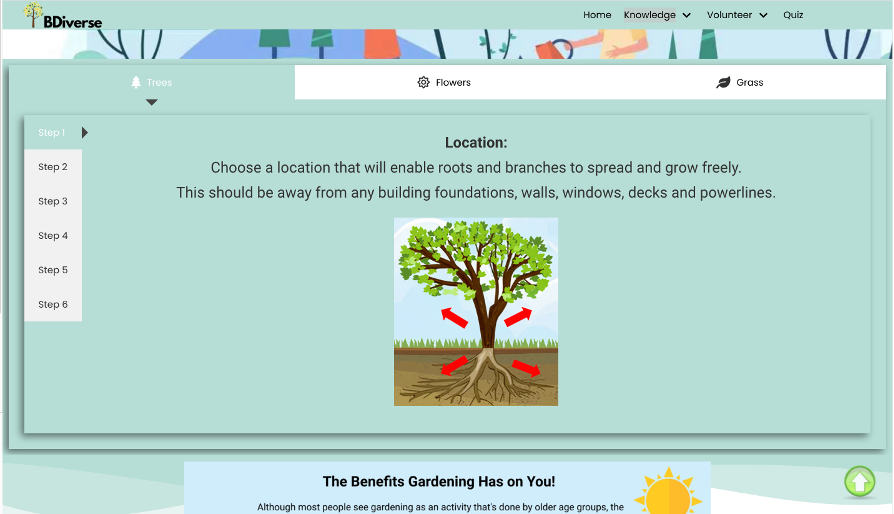 BDiverse
Home Knowledge Volunteer Quiz
Trees Flowers Grass
Step 1
Step 2
Step 3
Step 4
Step 5
Step 6
Location:
Choose a location that will enable roots and branches to spread and grow freely.
This should be away from any building foundations, walls, windows, decks and powerlines.
The Benefits Gardening Has on You!
Although most people see gardening as an activity that's done by older age groups, the